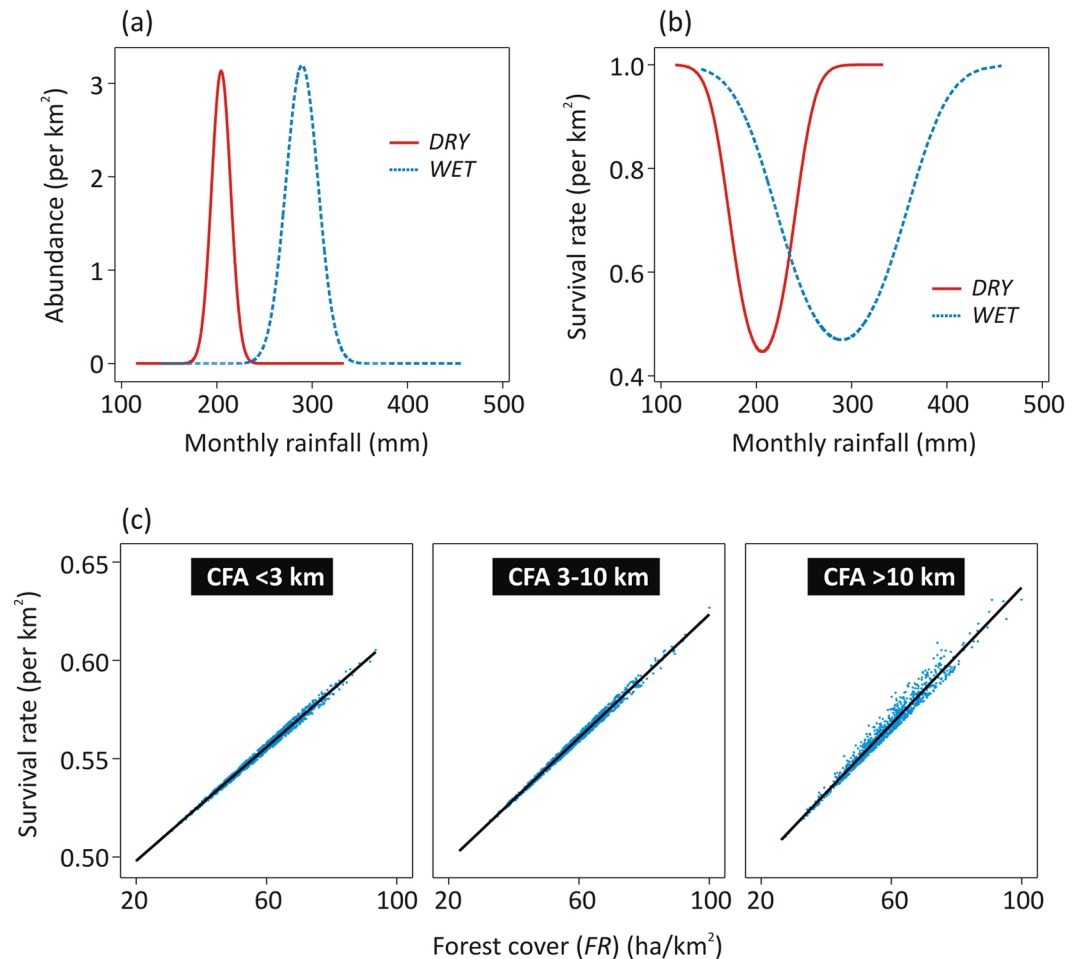 (a)
Abundance (per km²)
3
2
1
0
DRY
WET
100 200 300 400 500
Monthly rainfall (mm)
(b)
Survival rate (per km²)
1.0
0.8
0.6
0.4
DRY
WET
100 200 300 400 500
Monthly rainfall (mm)
(c)
Survival rate (per km²)
0.65
0.60
0.55
0.50
CFA <3 km
CFA 3-10 km
CFA >10 km
20 60 100
20 60 100
20 60 100
Forest cover (FR) (ha/km²)